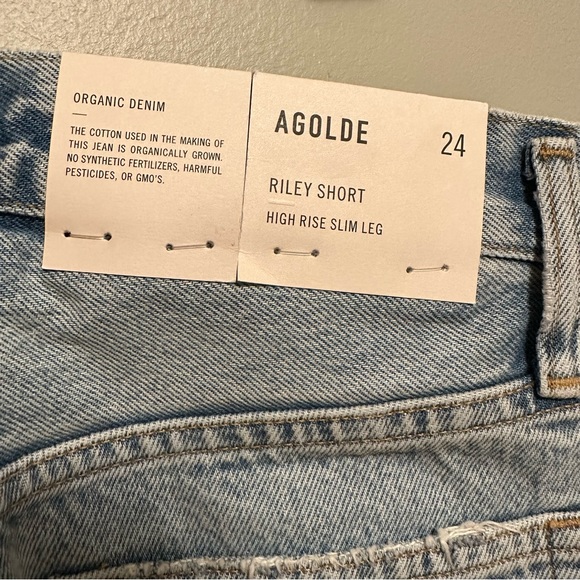 ORGANIC DENIM
THE COTTON USED IN THE MAKING OF
THIS JEAN IS ORGANICALLY GROWN.
NO SYNTHETIC FERTILIZERS, HARMFUL
PESTICIDES, OR GMO'S.
AGOLDE
24
RILEY SHORT
HIGH RISE SLIM LEG